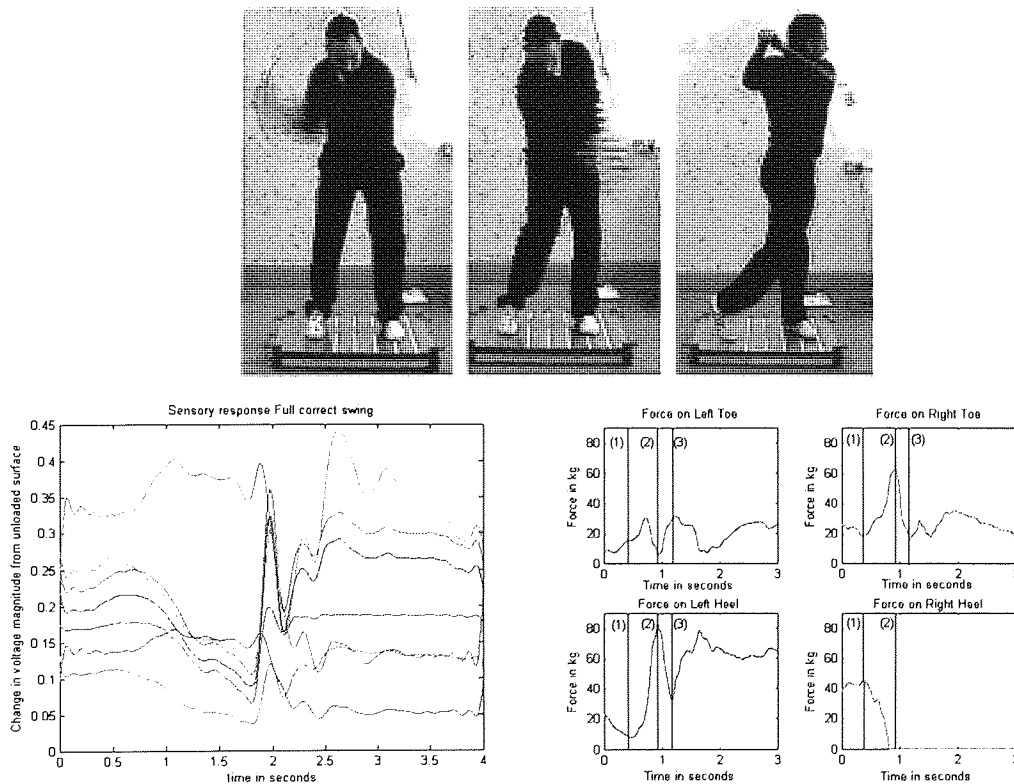 Sensory response Full correct swing
Change in voltage magnitude from unloaded surface
0.45
0.4
0.35
0.3
0.25
0.2
0.15
0.1
0.05
0
0 0.5 1 1.5 2 2.5 3 3.5 4
time in seconds
Force on Left Toe
Force in kg
80
60
40
20
0
(1) (2) (3)
0 1 2 3
Time in seconds
Force on Right Toe
Force in kg
80
60
40
20
0
(1) (2) (3)
0 1 2 3
Time in seconds
Force on Left Heel
Force in kg
80
60
40
20
0
(1) (2) (3)
0 1 2 3
Time in seconds
Force on Right Heel
Force in kg
80
60
40
20
0
(1) (2)
0 1 2 3
Time in seconds